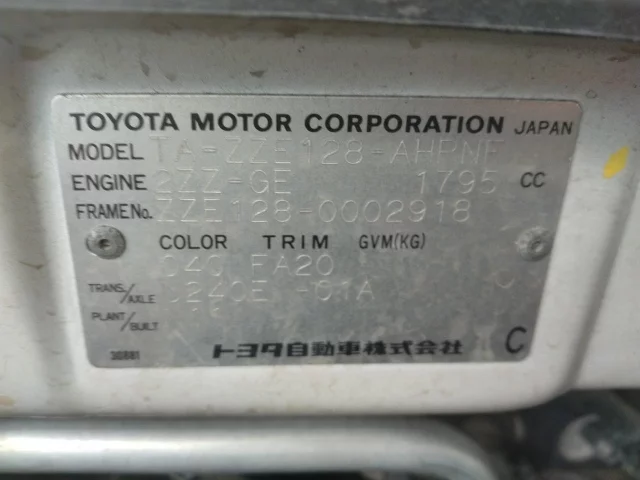 TOYOTA MOTOR CORPORATION JAPAN
MODEL TA-ZZE128-AHPNF
ENGINE 2ZZ-GE 1795 CC
FRAME No. ZZE128-0002918
COLOR TRIM GVM(KG)
040 FA20
TRANS./AXLE C240E -01A
PLANT/BUILT
30881 トヨタ自動車株式会社 C